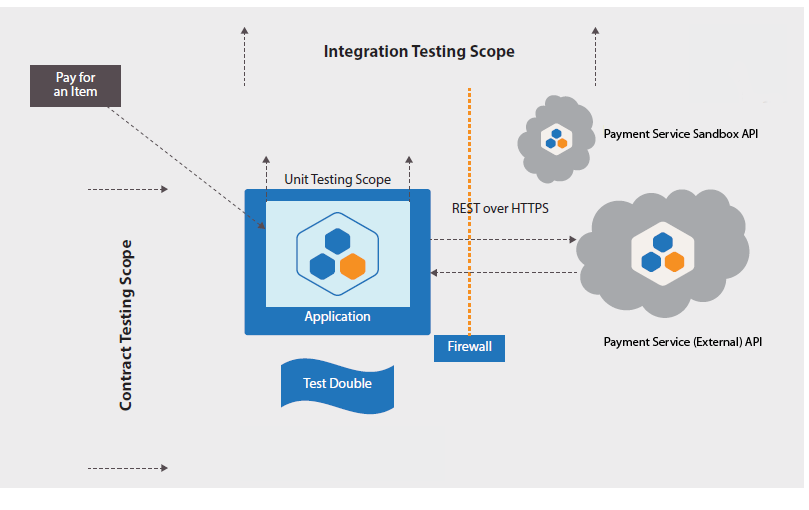 Integration Testing Scope
Pay for
an Item
Payment Service Sandbox API
Unit Testing Scope
REST over HTTPS
Contract Testing Scope
Application
Firewall
Payment Service (External) API
Test Double